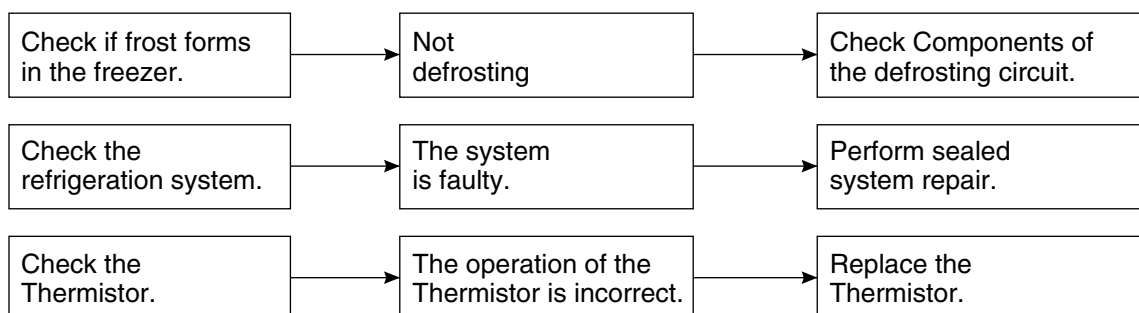 Check if frost forms
in the freezer.
Not
defrosting
Check Components of
the defrosting circuit.
Check the
refrigeration system.
The system
is faulty.
Perform sealed
system repair.
Check the
Thermistor.
The operation of the
Thermistor is incorrect.
Replace the
Thermistor.